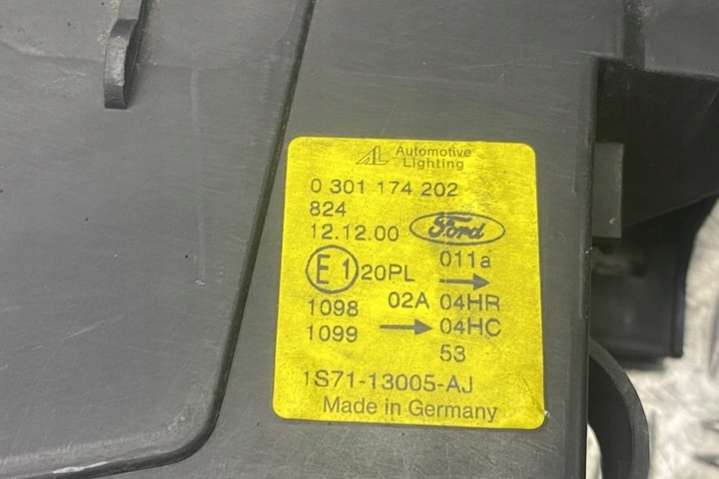 AL Automotive
Lighting
0 301 174 202
824
12.12.00 Ford
E1 20PL 011a →
02A 04HR
1098
1099 → 04HC
53
1S71-13005-AJ
Made in Germany